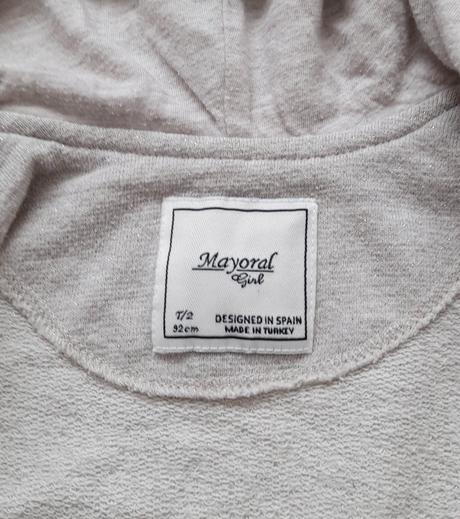 Mayoral
Girl
T/2
92cm
DESIGNED IN SPAIN
MADE IN TURKEY